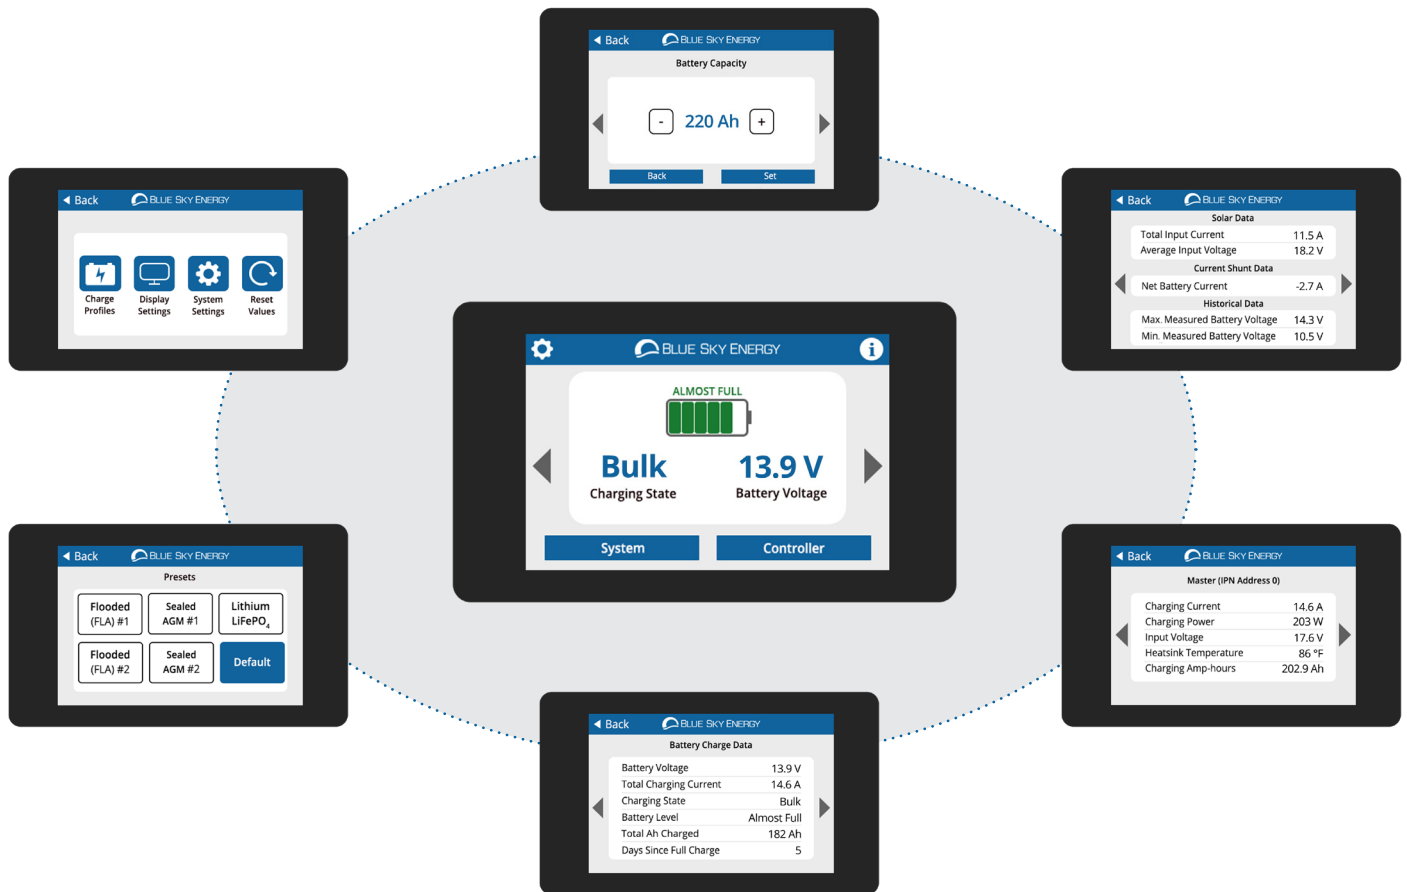 Back
BLUE SKY ENERGY
Battery Capacity
- 220 Ah +
Back Set
Back
BLUE SKY ENERGY
Charge Profiles
Display Settings
System Settings
Reset Values
Back
BLUE SKY ENERGY
Solar Data
Total Input Current 11.5 A
Average Input Voltage 18.2 V
Current Shunt Data
Net Battery Current -2.7 A
Historical Data
Max. Measured Battery Voltage 14.3 V
Min. Measured Battery Voltage 10.5 V
BLUE SKY ENERGY i
ALMOST FULL
Bulk 13.9 V
Charging State Battery Voltage
System Controller
Back
BLUE SKY ENERGY
Presets
Flooded (FLA) #1
Sealed AGM #1
Lithium LiFePO₄
Flooded (FLA) #2
Sealed AGM #2
Default
Back
BLUE SKY ENERGY
Master (IPN Address 0)
Charging Current 14.6 A
Charging Power 203 W
Input Voltage 17.6 V
Heatsink Temperature 86 °F
Charging Amp-hours 202.9 Ah
Back
BLUE SKY ENERGY
Battery Charge Data
Battery Voltage 13.9 V
Total Charging Current 14.6 A
Charging State Bulk
Battery Level Almost Full
Total Ah Charged 182 Ah
Days Since Full Charge 5